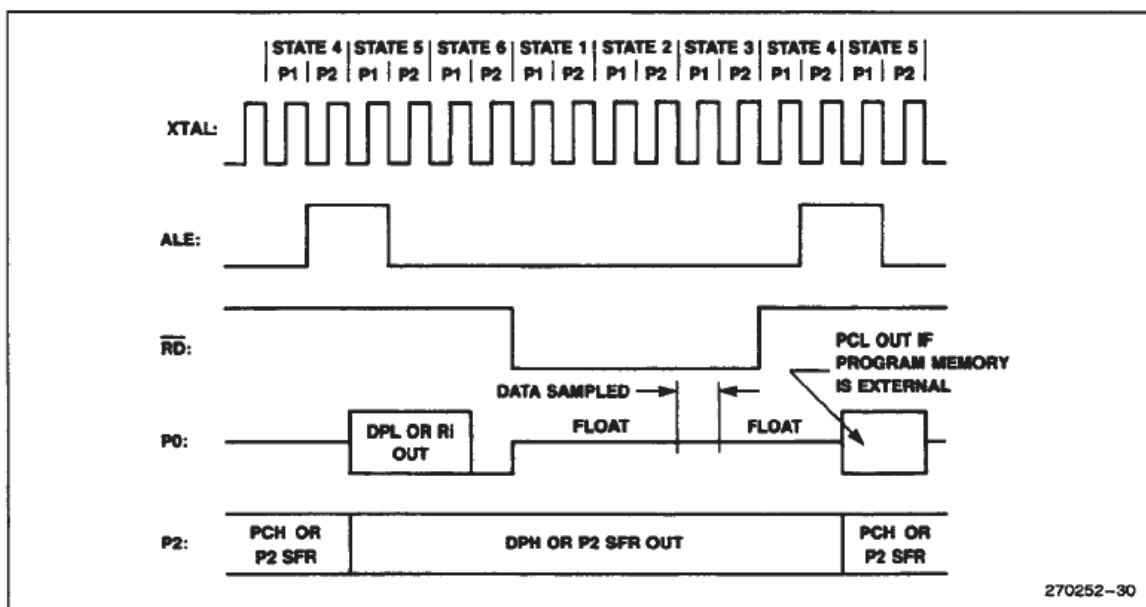 STATE 4 STATE 5 STATE 6 STATE 1 STATE 2 STATE 3 STATE 4 STATE 5
P1 P2 P1 P2 P1 P2 P1 P2 P1 P2 P1 P2 P1 P2 P1 P2
XTAL:
ALE:
RD:
PCL OUT IF
PROGRAM MEMORY
IS EXTERNAL
DATA SAMPLED
P0:
DPL OR Ri
OUT
FLOAT
FLOAT
P2:
PCH OR
P2 SFR
DPH OR P2 SFR OUT
PCH OR
P2 SFR
270252-30